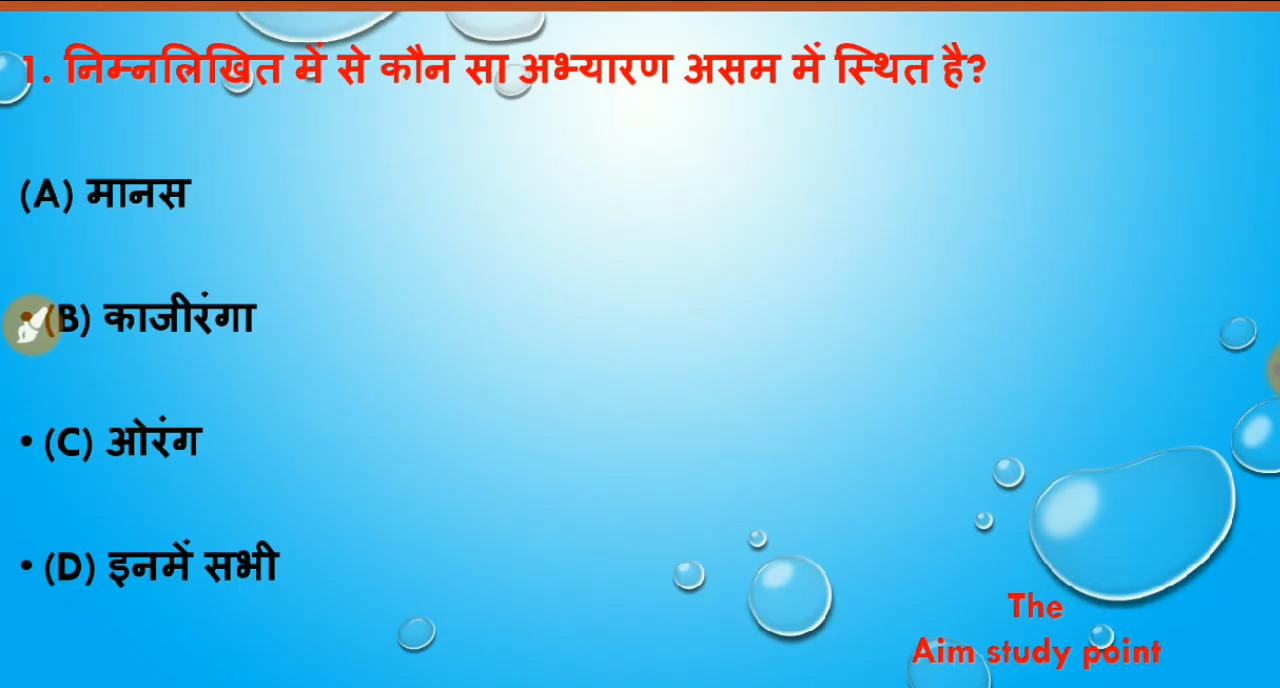 1. निम्नलिखित में से कौन सा अभ्यारण असम में स्थित है?
(A) मानस
• (B) काजीरंगा
• (C) ओरंग
• (D) इनमें सभी
The
Aim study point